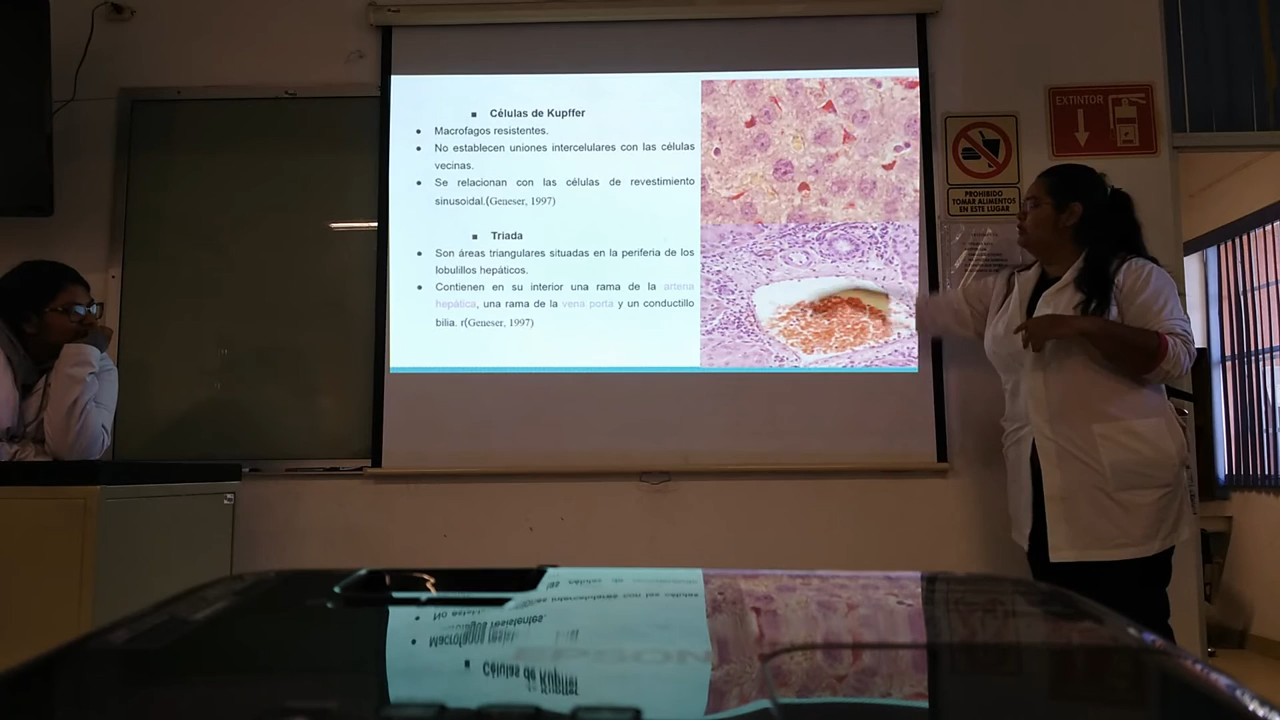 Células de Kupffer
Macrofagos resistentes.
No establecen uniones intercelulares con las células
vecinas.
Se relacionan con las células de revestimiento
sinusoidal.(Geneser, 1997)
Triada
Son áreas triangulares situadas en la periferia de los
lobulillos hepáticos.
Contienen en su interior una rama de la arteria
hepática, una rama de la vena porta y un conductillo
bilia. r(Geneser, 1997)
EXTINTOR
PROHIBIDO
TOMAR ALIMENTOS
EN ESTE LUGAR
EPSON